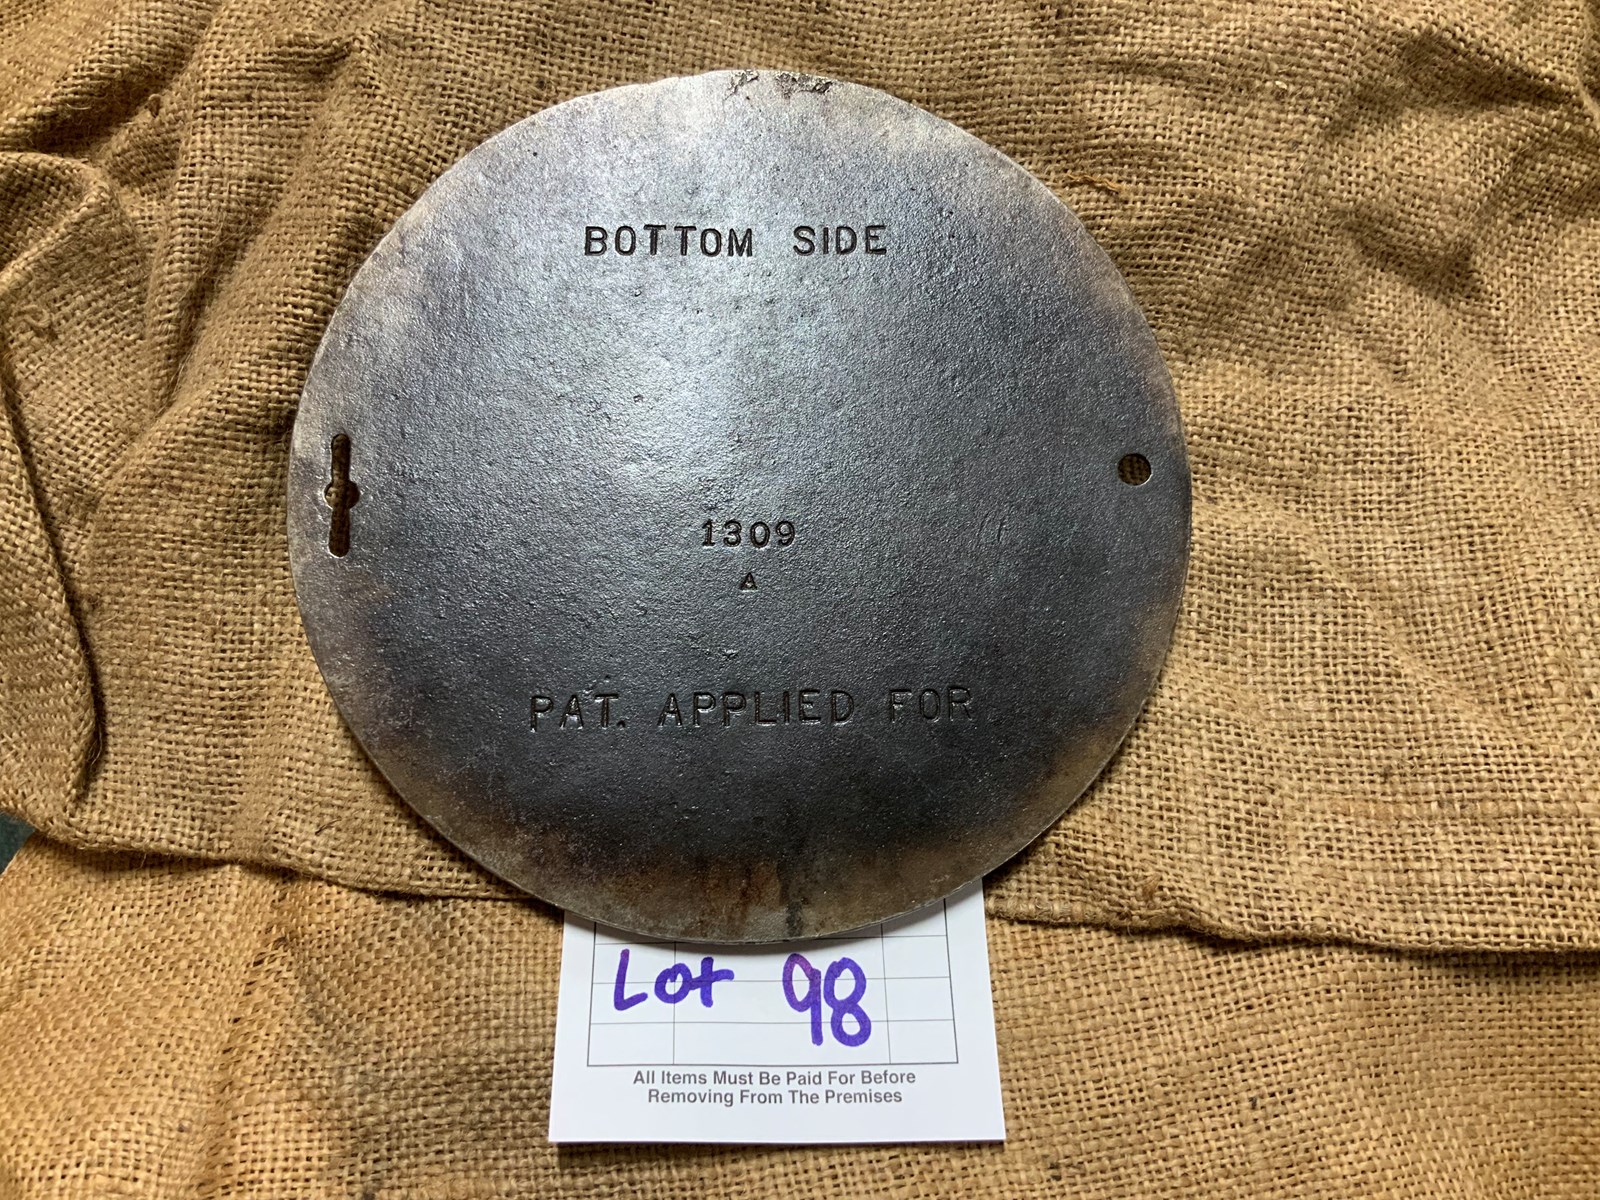 BOTTOM SIDE
1309
A
PAT. APPLIED FOR
Lot 98
All Items Must Be Paid For Before
Removing From The Premises